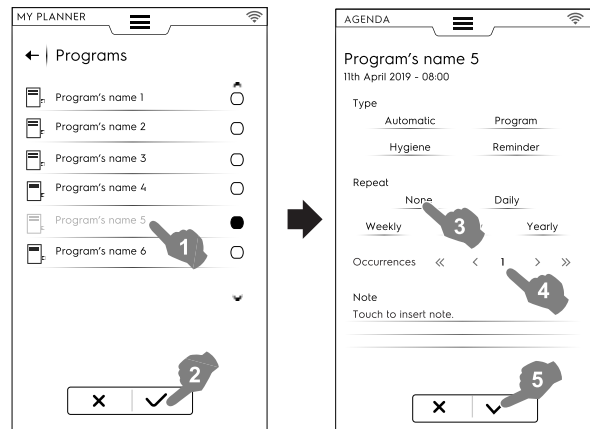 MY PLANNER
Programs
Program's name 1
Program's name 2
Program's name 3
Program's name 4
Program's name 5
Program's name 6
1
2
AGENDA
Program's name 5
11th April 2019 - 08:00
Type
Automatic Program
Hygiene Reminder
Repeat
None Daily
3
Weekly Yearly
Occurrences « < 1 > »
4
Note
Touch to insert note.
5